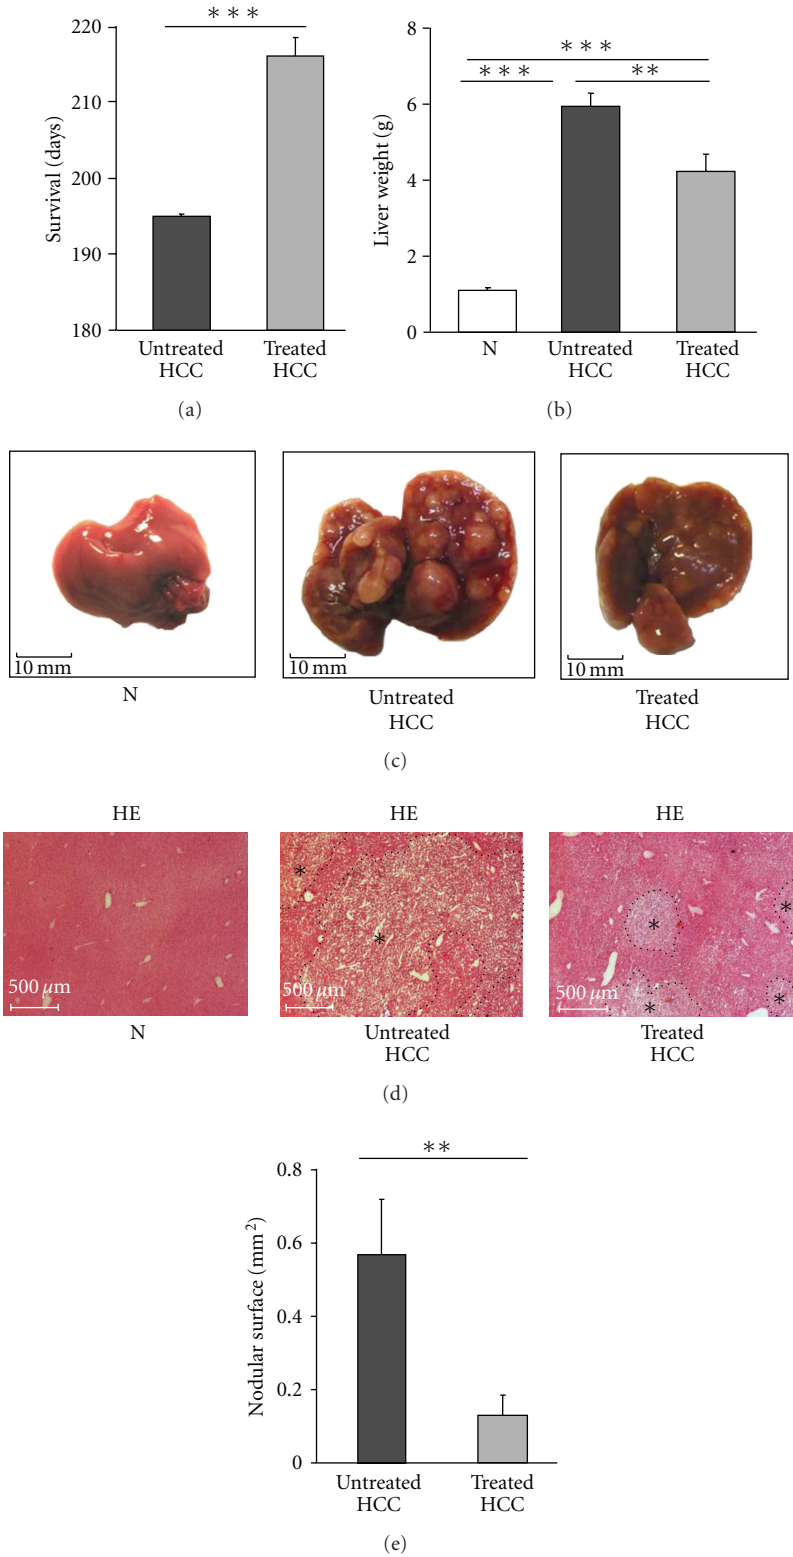 ∗∗∗
220
210
200
190
180
Survival (days)
Untreated
HCC
Treated
HCC
(a)
8
6
4
2
0
Liver weight (g)
∗∗∗
∗∗∗
∗∗
N
Untreated
HCC
Treated
HCC
(b)
10 mm
10 mm
10 mm
N
Untreated
HCC
Treated
HCC
(c)
HE
HE
HE
∗
∗
∗
∗
∗
∗
500 μm
500 μm
500 μm
N
Untreated
HCC
Treated
HCC
(d)
∗∗
0.8
0.6
0.4
0.2
0
Nodular surface (mm²)
Untreated
HCC
Treated
HCC
(e)